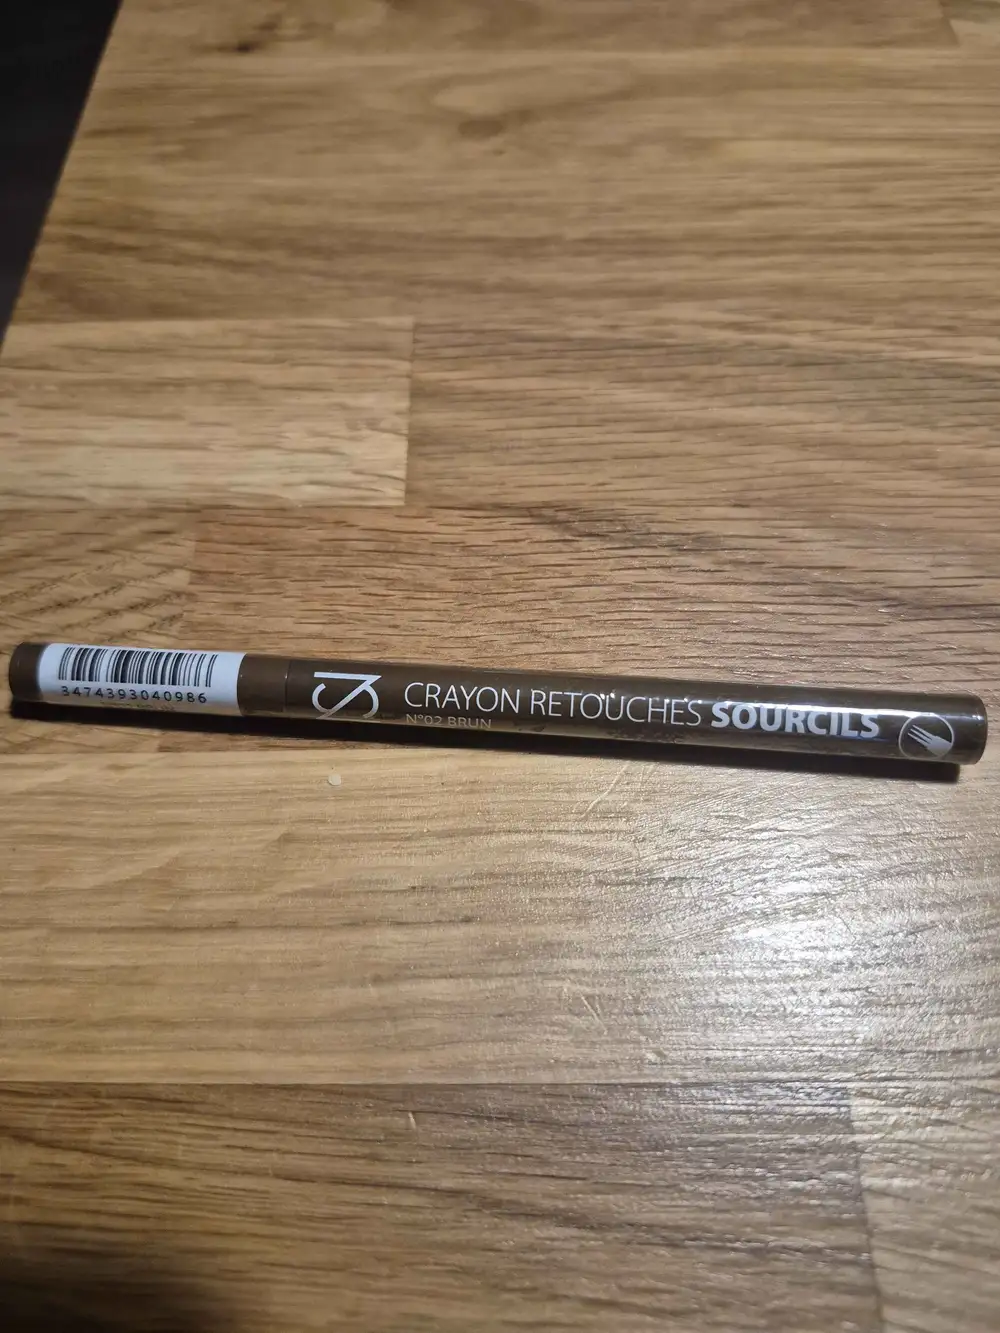 3474393040986
CRAYON RETOUCHES SOURCILS
N°02 BRUN